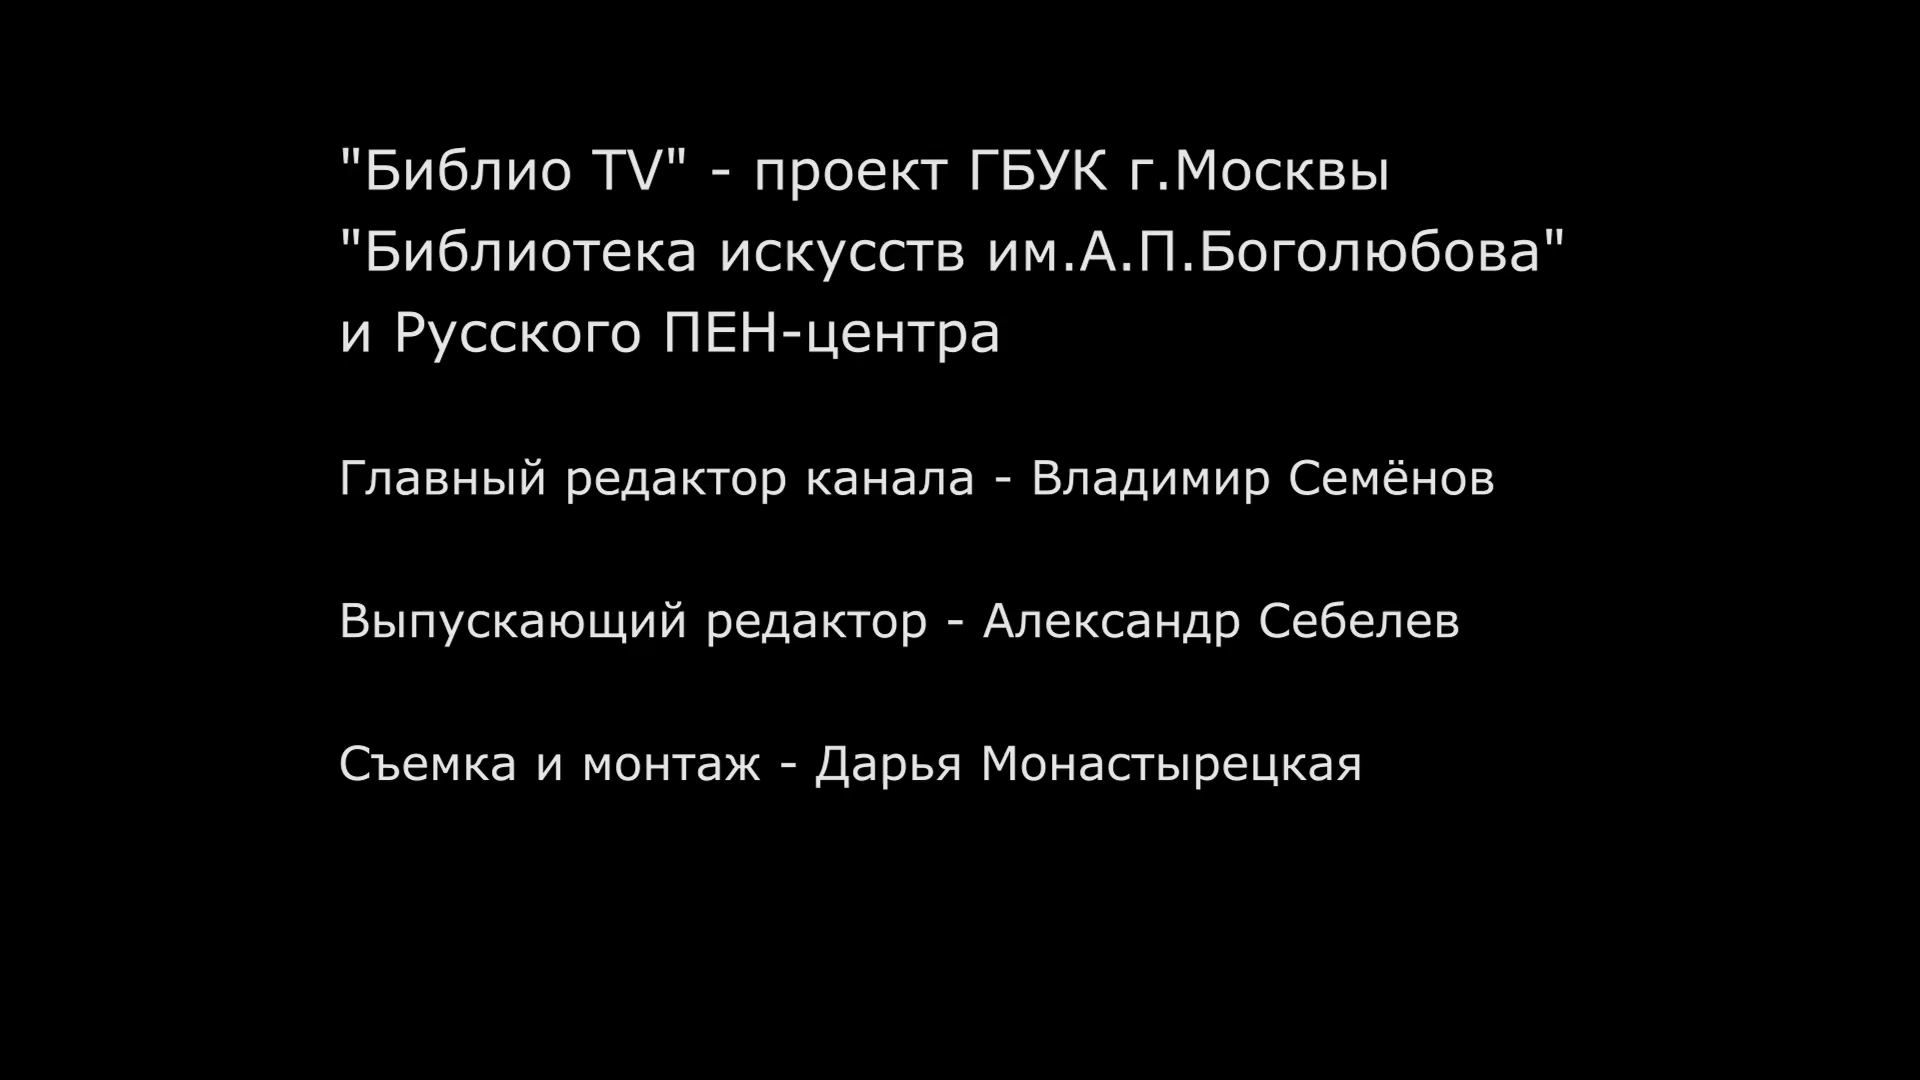 "Библио TV" - проект ГБУК г.Москвы
"Библиотека искусств им.А.П.Боголюбова"
и Русского ПЕН-центра
Главный редактор канала - Владимир Семёнов
Выпускающий редактор - Александр Себелев
Съемка и монтаж - Дарья Монастырецкая